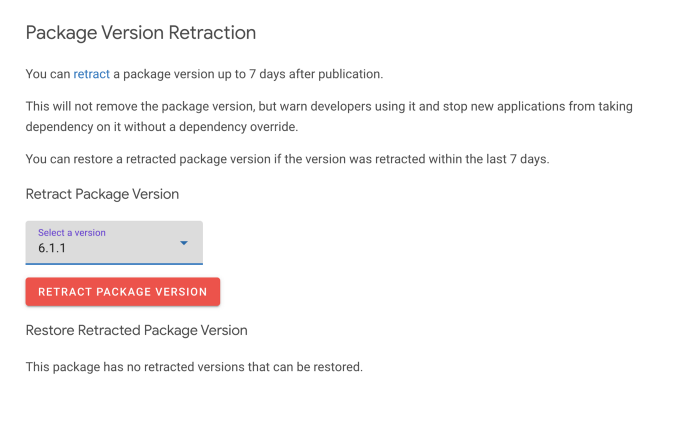 Package Version Retraction
You can retract a package version up to 7 days after publication.
This will not remove the package version, but warn developers using it and stop new applications from taking
dependency on it without a dependency override.
You can restore a retracted package version if the version was retracted within the last 7 days.
Retract Package Version
Select a version
6.1.1
RETRACT PACKAGE VERSION
Restore Retracted Package Version
This package has no retracted versions that can be restored.